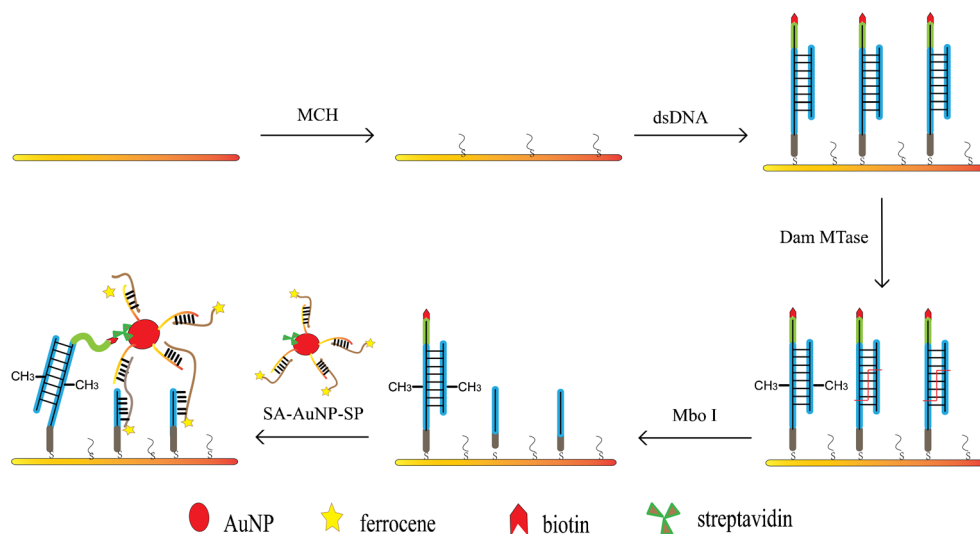 MCH
dsDNA
S S S
S S S S S S
Dam MTase
CH₃ CH₃
SA-AuNP-SP
CH₃ CH₃
Mbo I
CH₃ CH₃
S S S S S
S S S S S
S S S S S S
AuNP ferrocene biotin streptavidin